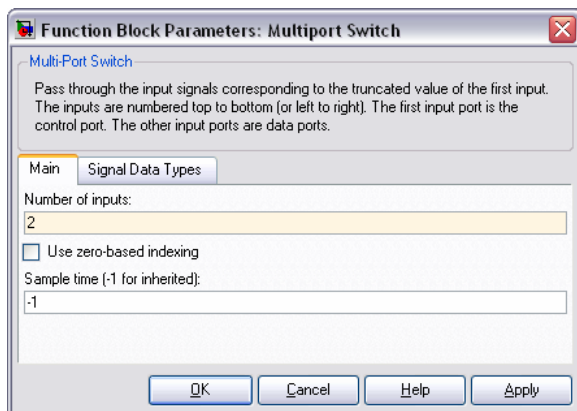 Function Block Parameters: Multiport Switch
Multi-Port Switch
Pass through the input signals corresponding to the truncated value of the first input.
The inputs are numbered top to bottom (or left to right). The first input port is the
control port. The other input ports are data ports.
Main
Signal Data Types
Number of inputs:
2
Use zero-based indexing
Sample time (-1 for inherited):
-1
OK
Cancel
Help
Apply